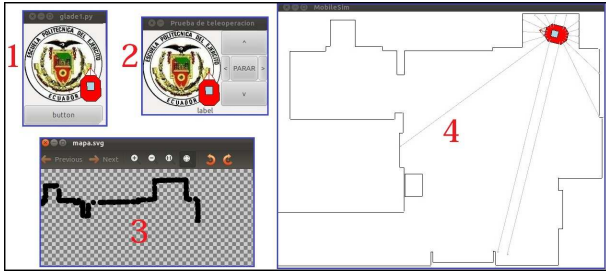 1
glade1.py
ESCUELA POLITECNICA DEL EJERCITO
ECUADOR
button
2
Prueba de teleoperacion
ESCUELA POLITECNICA DEL EJERCITO
ECUADOR
^
< PARAR >
v
label
mapa.svg
Previous Next
3
MobileSim
4